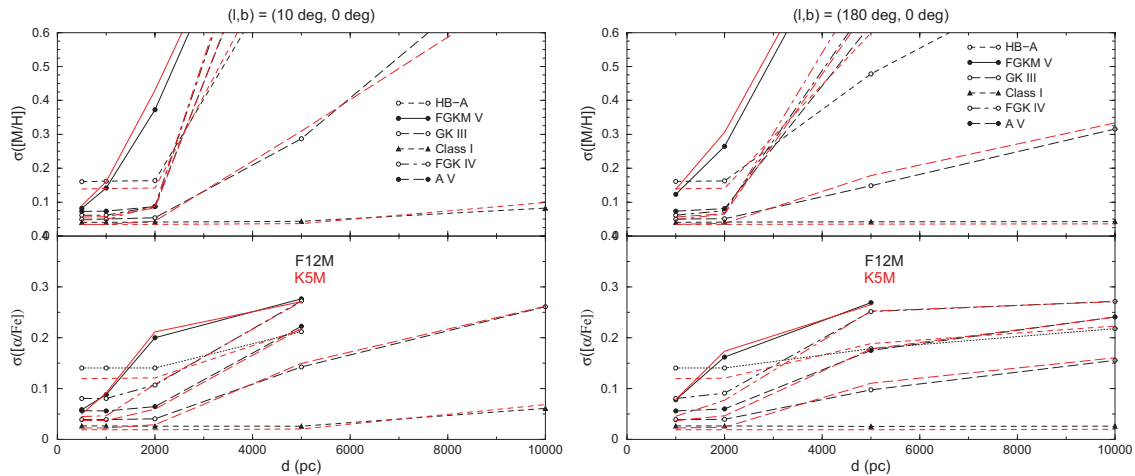 (l,b) = (10 deg, 0 deg)
0.6
0.5
0.4
0.3
0.2
0.1
0
σ([M/H])
HB−A
FGKM V
GK III
Class I
FGK IV
A V
0.4
0.3
0.2
0.1
0
σ([α/Fe])
F12M
K5M
0
2000
4000
6000
8000
10000
d (pc)
(l,b) = (180 deg, 0 deg)
0.6
0.5
0.4
0.3
0.2
0.1
0
σ([M/H])
HB−A
FGKM V
GK III
Class I
FGK IV
A V
0.4
0.3
0.2
0.1
0
σ([α/Fe])
F12M
K5M
0
2000
4000
6000
8000
10000
d (pc)